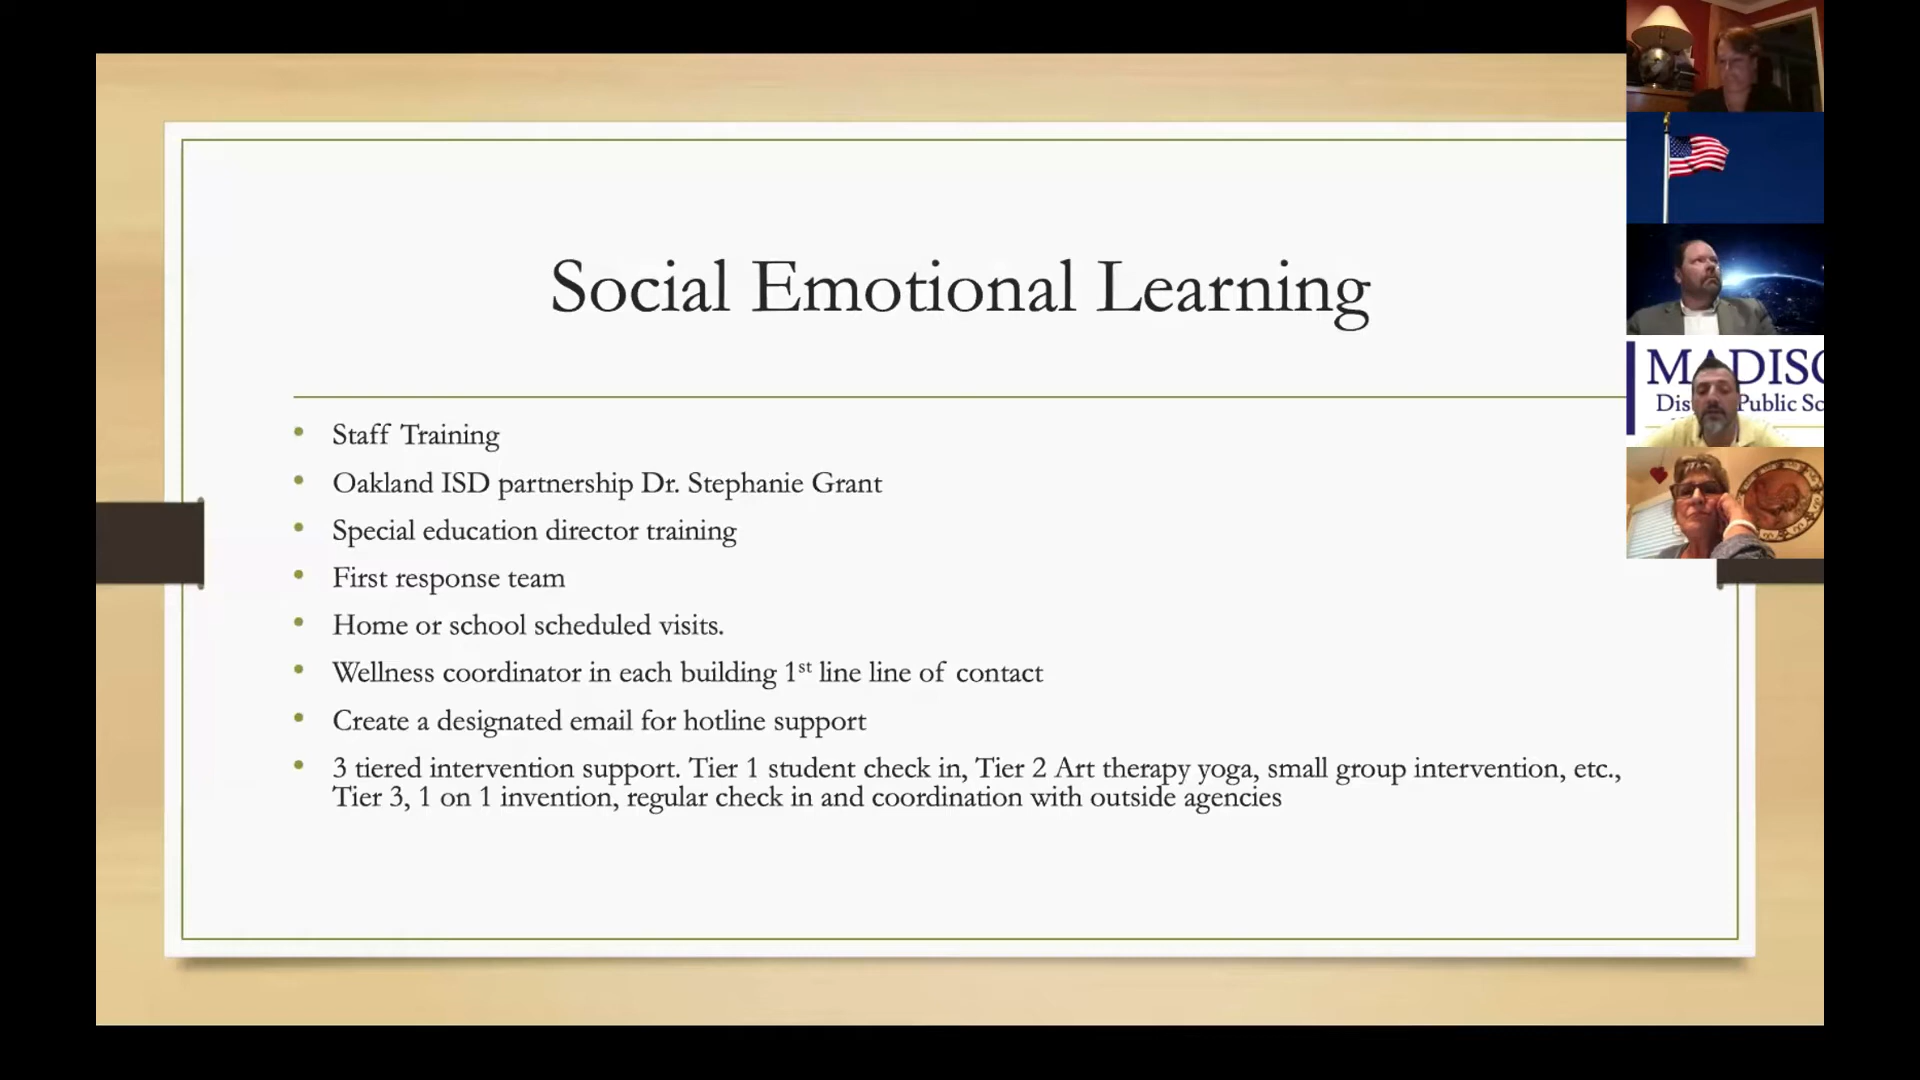 Social Emotional Learning
• Staff Training
• Oakland ISD partnership Dr. Stephanie Grant
• Special education director training
• First response team
• Home or school scheduled visits.
• Wellness coordinator in each building 1st line line of contact
• Create a designated email for hotline support
• 3 tiered intervention support. Tier 1 student check in, Tier 2 Art therapy yoga, small group intervention, etc.,
Tier 3, 1 on 1 invention, regular check in and coordination with outside agencies
Public